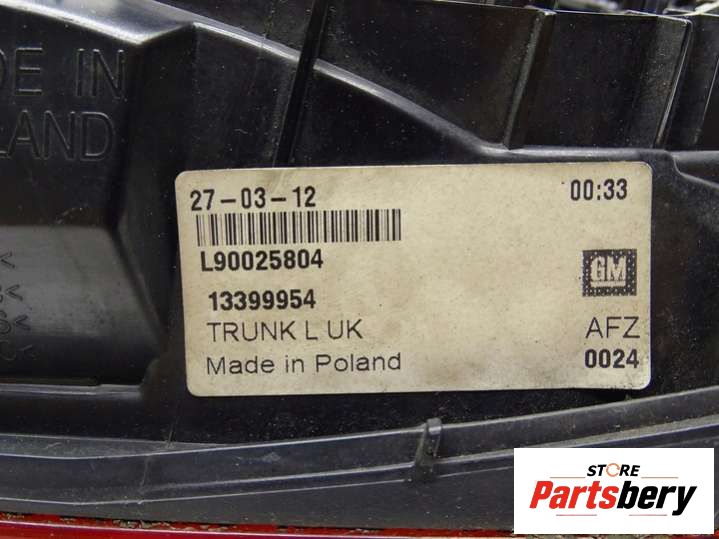 DE IN
LAND
27-03-12 00:33
L90025804
GM
13399954
TRUNK L UK AFZ
Made in Poland 0024
STORE
Partsbery